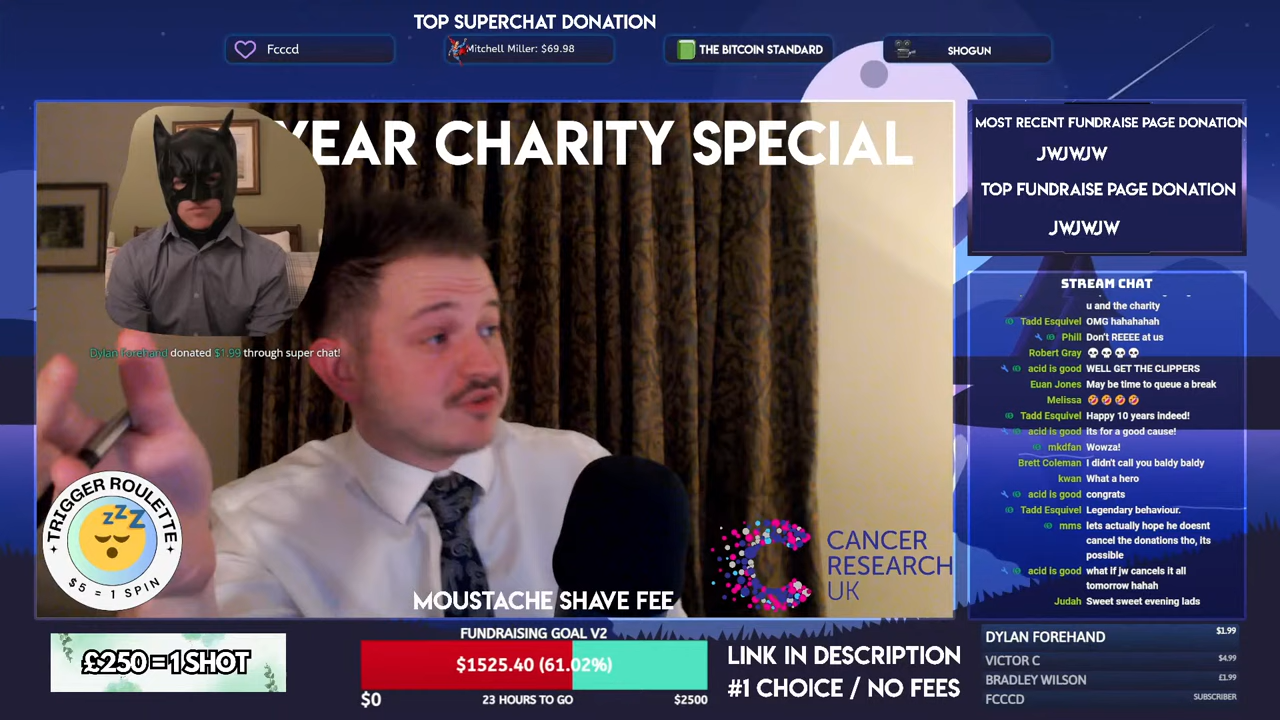 TOP SUPERCHAT DONATION
Fcccd
Mitchell Miller: $69.98
THE BITCOIN STANDARD
SHOGUN
YEAR CHARITY SPECIAL
MOST RECENT FUNDRAISE PAGE DONATION
JWJWJW
TOP FUNDRAISE PAGE DONATION
JWJWJW
Dylan Forehand donated $1.99 through super chat!
STREAM CHAT
u and the charity
Tadd Esquivel OMG hahahahah
Phill Don't REEEE at us
Robert Gray 💀 💀 💀 💀
acid is good WELL GET THE CLIPPERS
Euan Jones May be time to queue a break
Melissa 🤣 🤣 🤣 🤣
Tadd Esquivel Happy 10 years indeed!
acid is good its for a good cause!
mkdfan Wowza!
Brett Coleman I didn't call you baldy baldy
kwan What a hero
acid is good congrats
Tadd Esquivel Legendary behaviour.
mms lets actually hope he doesnt
cancel the donations tho, its
possible
acid is good what if jw cancels it all
tomorrow hahah
Judah Sweet sweet evening lads
TRIGGER ROULETTE
ZZZ
$5 = 1 SPIN
CANCER
RESEARCH
UK
MOUSTACHE SHAVE FEE
£250 = 1 SHOT
FUNDRAISING GOAL V2
$1525.40 (61.02%)
$0
23 HOURS TO GO
$2500
LINK IN DESCRIPTION
#1 CHOICE / NO FEES
DYLAN FOREHAND $1.99
VICTOR C $4.99
BRADLEY WILSON £1.99
FCCCD SUBSCRIBER